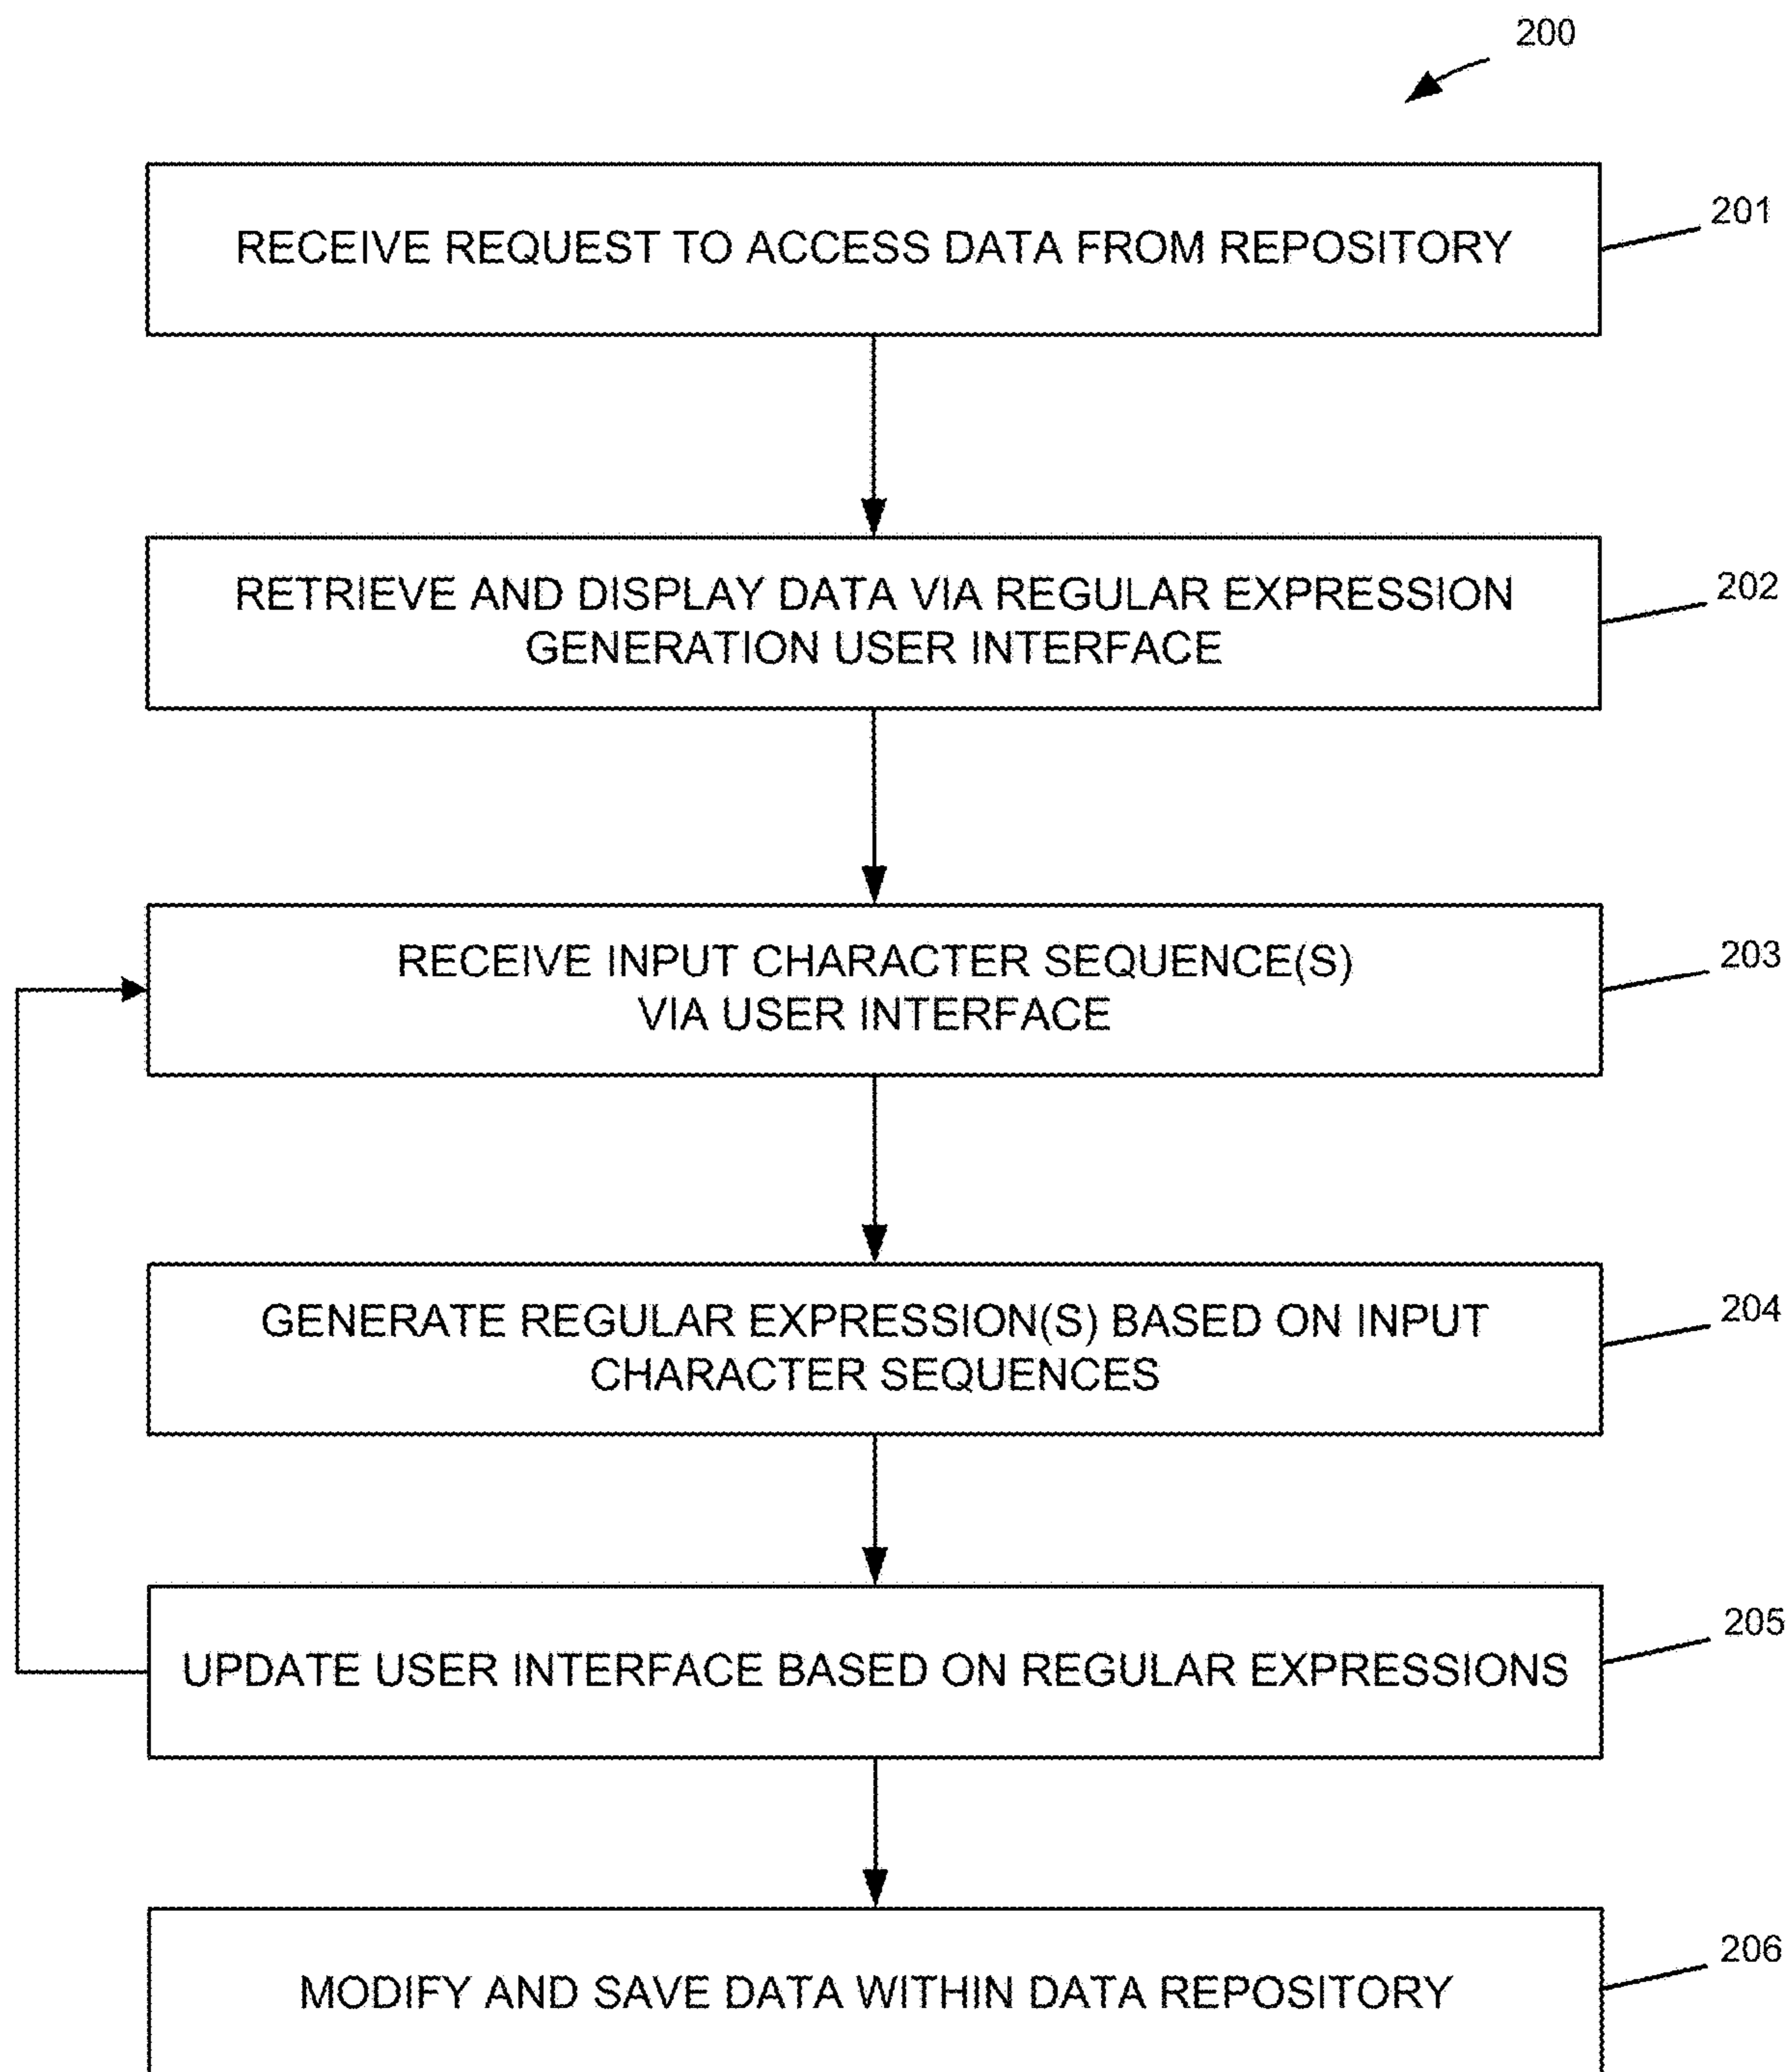 200
RECEIVE REQUEST TO ACCESS DATA FROM REPOSITORY
201
RETRIEVE AND DISPLAY DATA VIA REGULAR EXPRESSION
GENERATION USER INTERFACE
202
RECEIVE INPUT CHARACTER SEQUENCE(S)
VIA USER INTERFACE
203
GENERATE REGULAR EXPRESSION(S) BASED ON INPUT
CHARACTER SEQUENCES
204
UPDATE USER INTERFACE BASED ON REGULAR EXPRESSIONS
205
MODIFY AND SAVE DATA WITHIN DATA REPOSITORY
206